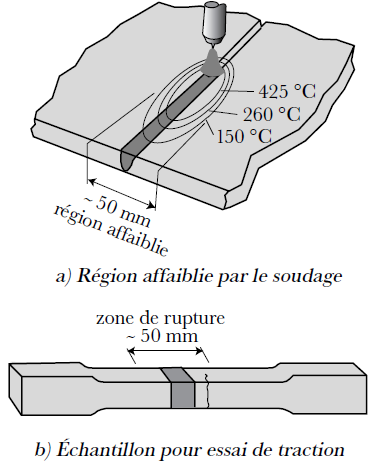 425 °C
260 °C
150 °C
~ 50 mm
région affaiblie
a) Région affaiblie par le soudage
zone de rupture
~ 50 mm
b) Échantillon pour essai de traction